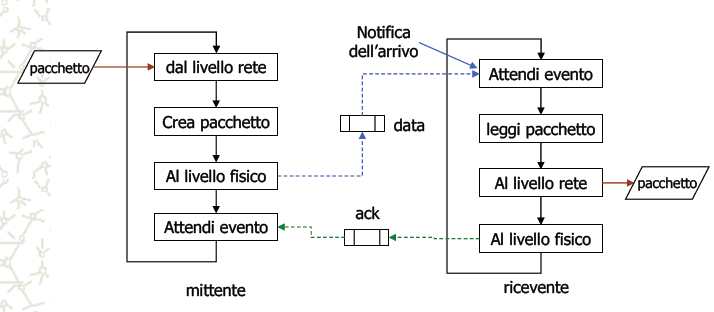 pacchetto
dal livello rete
Crea pacchetto
Al livello fisico
Attendi evento
mittente
Notifica
dell'arrivo
data
ack
Attendi evento
leggi pacchetto
Al livello rete
pacchetto
Al livello fisico
ricevente